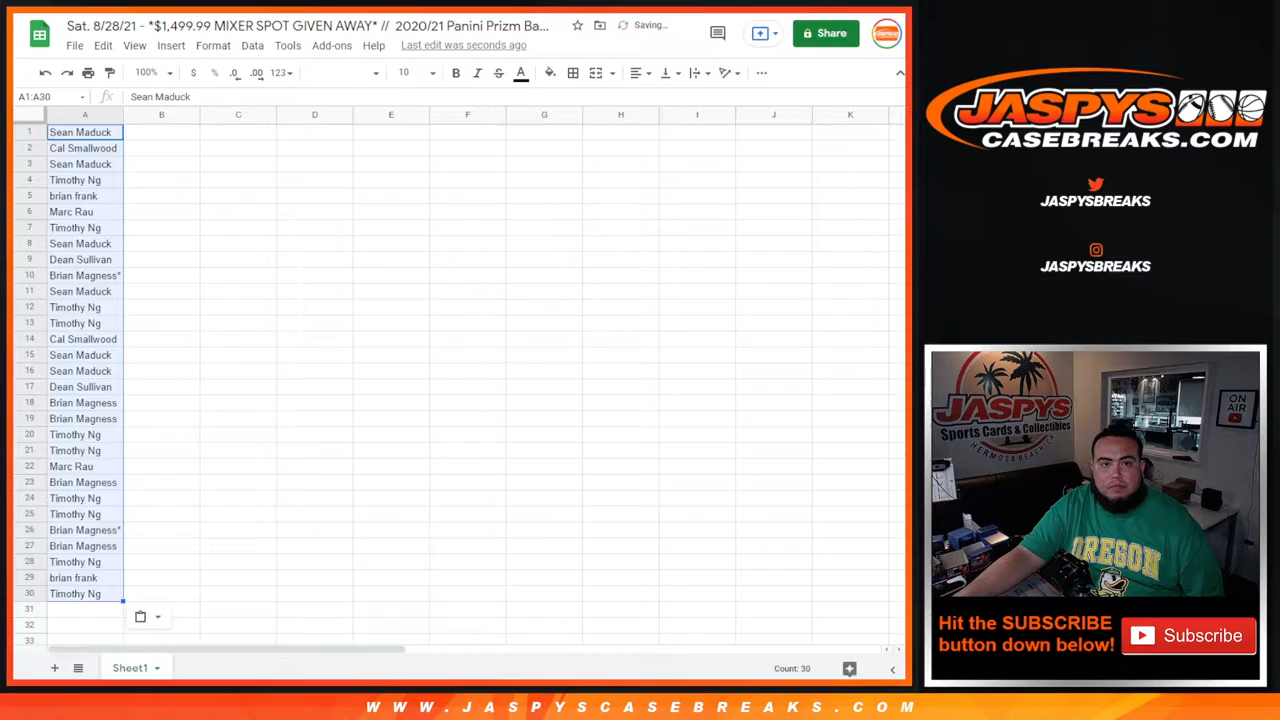 Sat. 8/28/21 - *$1,499.99 MIXER SPOT GIVEN AWAY* // 2020/21 Panini Prizm Ba...
Saving...
File Edit View Insert Format Data Tools Add-ons Help Last edit was seconds ago
Share
100% $ % .0 .00 123 10 B I S A
A1:A30 fx Sean Maduck
A B C D E F G H I J K
1 Sean Maduck
2 Cal Smallwood
3 Sean Maduck
4 Timothy Ng
5 brian frank
6 Marc Rau
7 Timothy Ng
8 Sean Maduck
9 Dean Sullivan
10 Brian Magness*
11 Sean Maduck
12 Timothy Ng
13 Timothy Ng
14 Cal Smallwood
15 Sean Maduck
16 Sean Maduck
17 Dean Sullivan
18 Brian Magness
19 Brian Magness
20 Timothy Ng
21 Timothy Ng
22 Marc Rau
23 Brian Magness
24 Timothy Ng
25 Timothy Ng
26 Brian Magness*
27 Brian Magness
28 Timothy Ng
29 brian frank
30 Timothy Ng
31
32
33
Sheet1
Count: 30
JASPYS
CASEBREAKS.COM
JASPYSBREAKS
JASPYSBREAKS
JASPYS
Sports Cards & Collectibles
HERMOSA BEACH, CA
ON AIR
OREGON
Hit the SUBSCRIBE
button down below!
Subscribe
WWW.JASPYSCASEBREAKS.COM